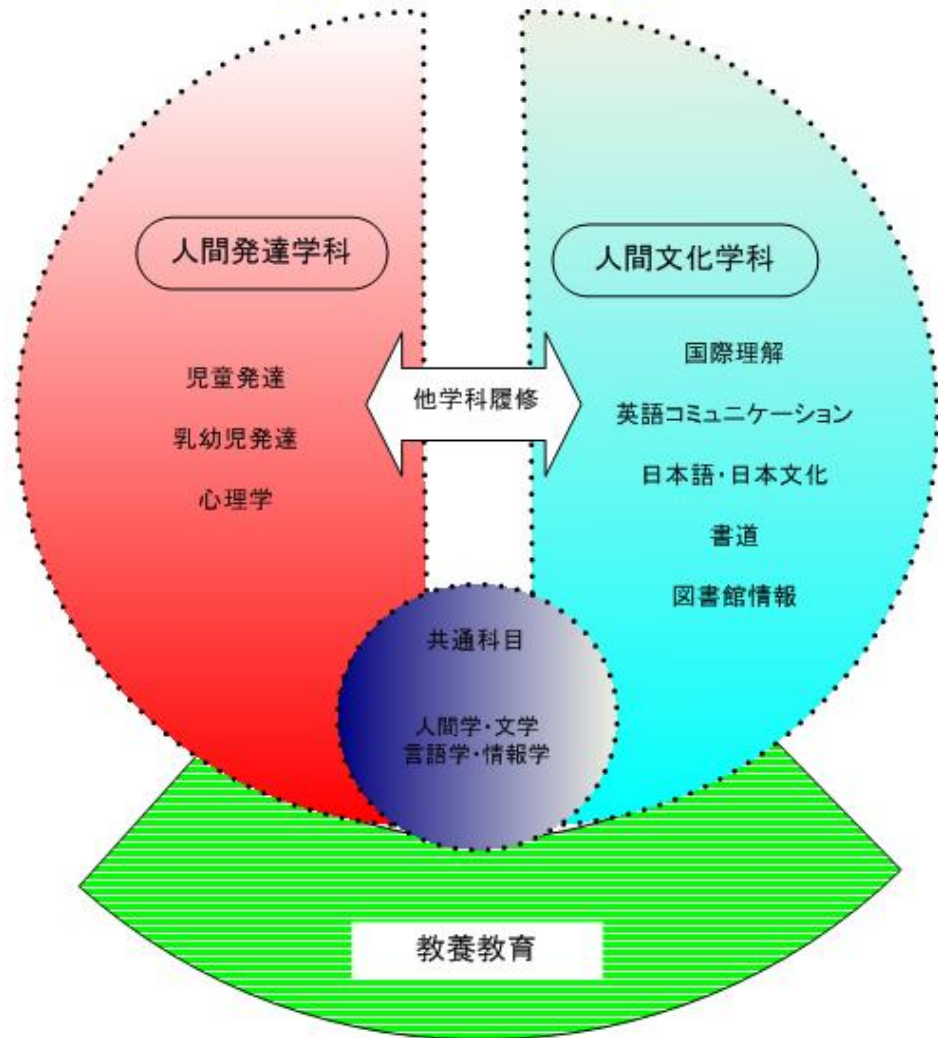 人間発達学科
児童発達
乳幼児発達
心理学
他学科履修
人間文化学科
国際理解
英語コミュニケーション
日本語・日本文化
書道
図書館情報
共通科目
人間学・文学
言語学・情報学
教養教育